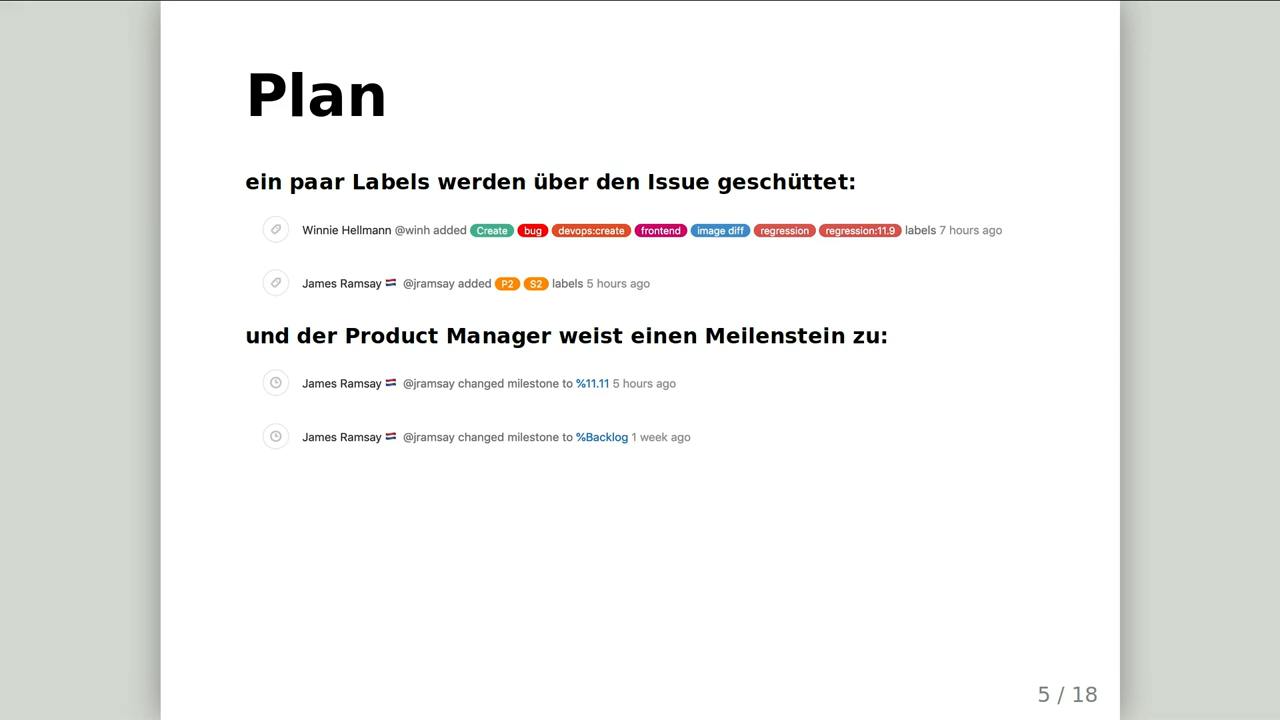 Plan
ein paar Labels werden über den Issue geschüttet:
Winnie Hellmann @winh added Create bug devops:create frontend image diff regression regression:11.9 labels 7 hours ago
James Ramsay @jramsay added P2 S2 labels 5 hours ago
und der Product Manager weist einen Meilenstein zu:
James Ramsay @jramsay changed milestone to %11.11 5 hours ago
James Ramsay @jramsay changed milestone to %Backlog 1 week ago
5 / 18